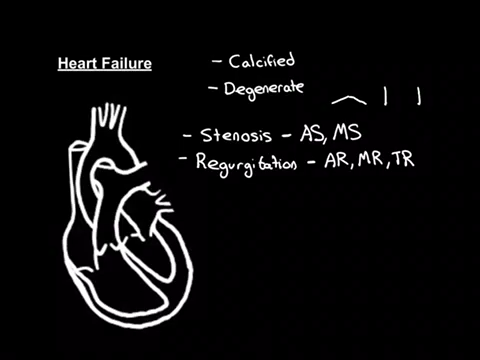 Heart Failure
- Calcified
- Degenerate
- Stenosis - AS, MS
- Regurgitation - AR, MR, TR